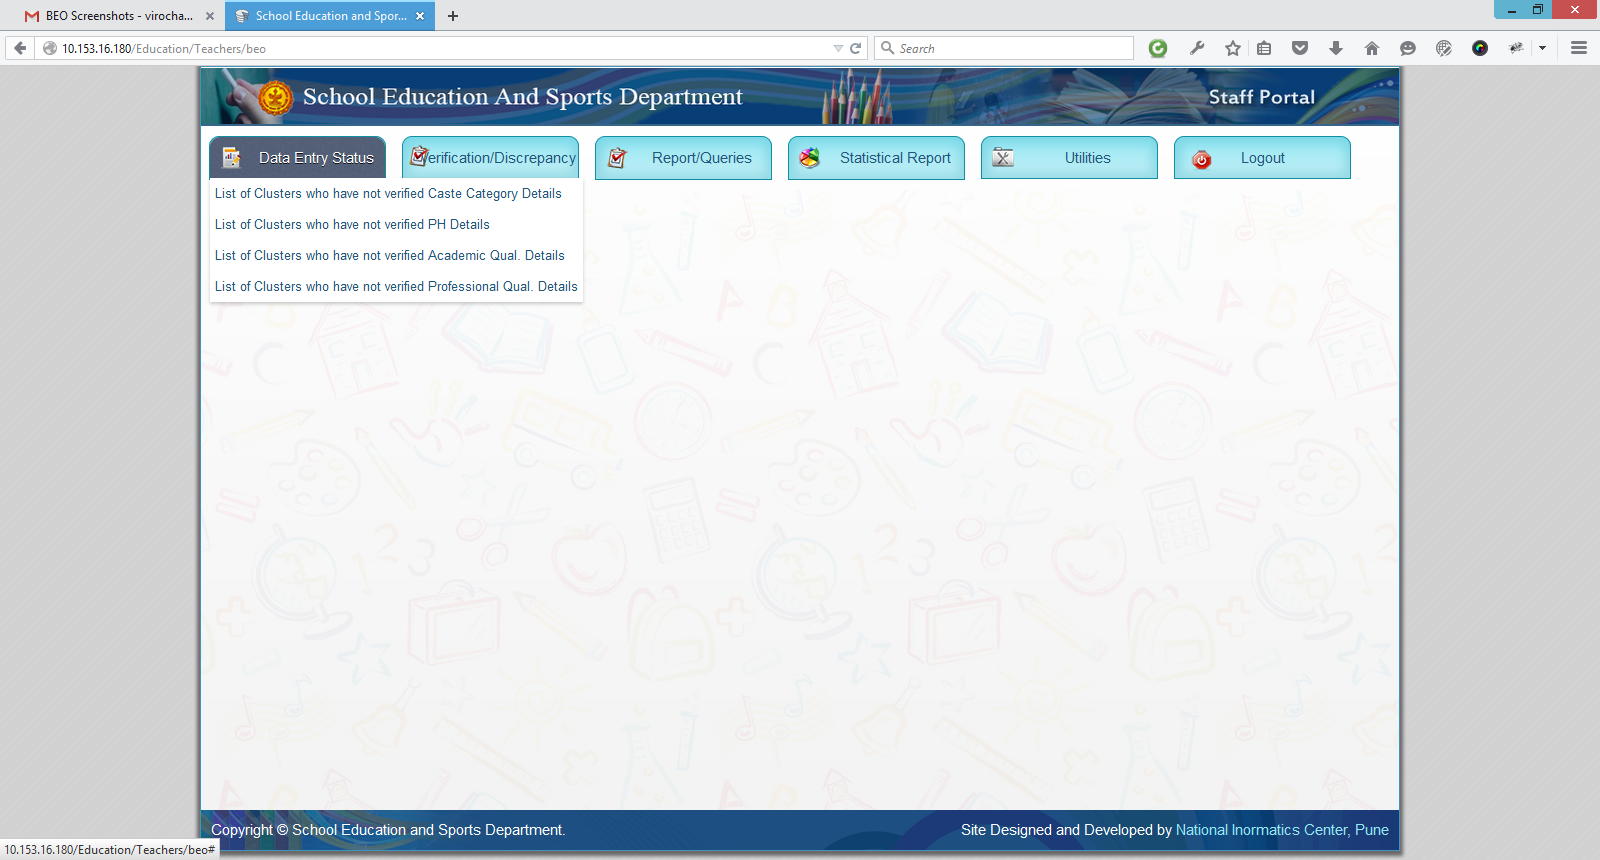 BEO Screenshots - virocha...
School Education and Spor...
10.153.16.180/Education/Teachers/beo
Search
School Education And Sports Department
Staff Portal
Data Entry Status
erification/Discrepancy
Report/Queries
Statistical Report
Utilities
Logout
List of Clusters who have not verified Caste Category Details
List of Clusters who have not verified PH Details
List of Clusters who have not verified Academic Qual. Details
List of Clusters who have not verified Professional Qual. Details
Copyright © School Education and Sports Department.
Site Designed and Developed by National Inormatics Center, Pune
10.153.16.180/Education/Teachers/beo#